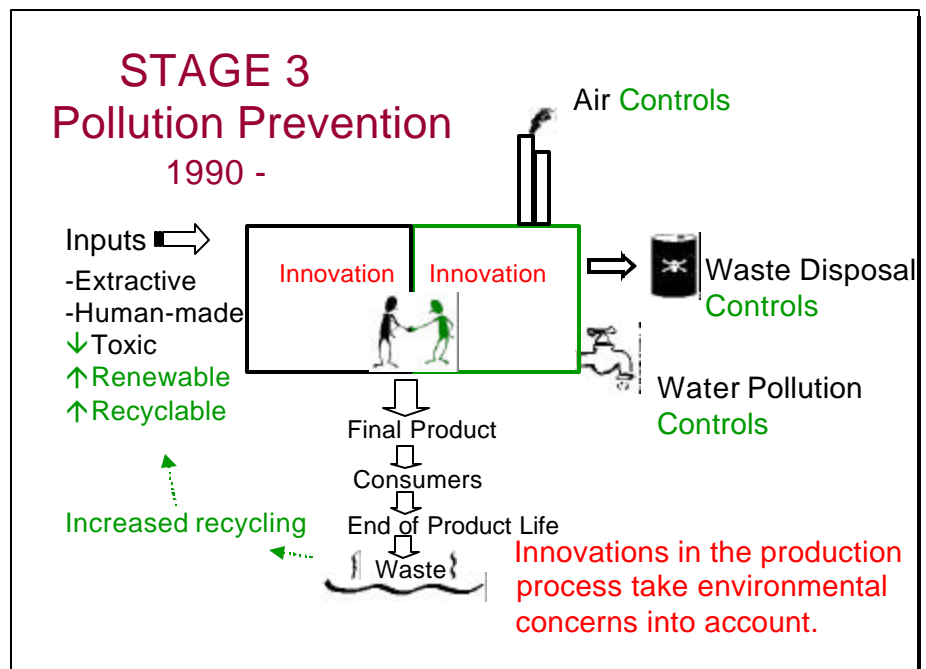 STAGE 3
Pollution Prevention
1990 -
Air Controls
Inputs
-Extractive
-Human-made
↓Toxic
↑Renewable
↑Recyclable
Innovation
Innovation
Waste Disposal
Controls
Water Pollution
Controls
Final Product
Consumers
End of Product Life
Waste
Increased recycling
Innovations in the production
process take environmental
concerns into account.